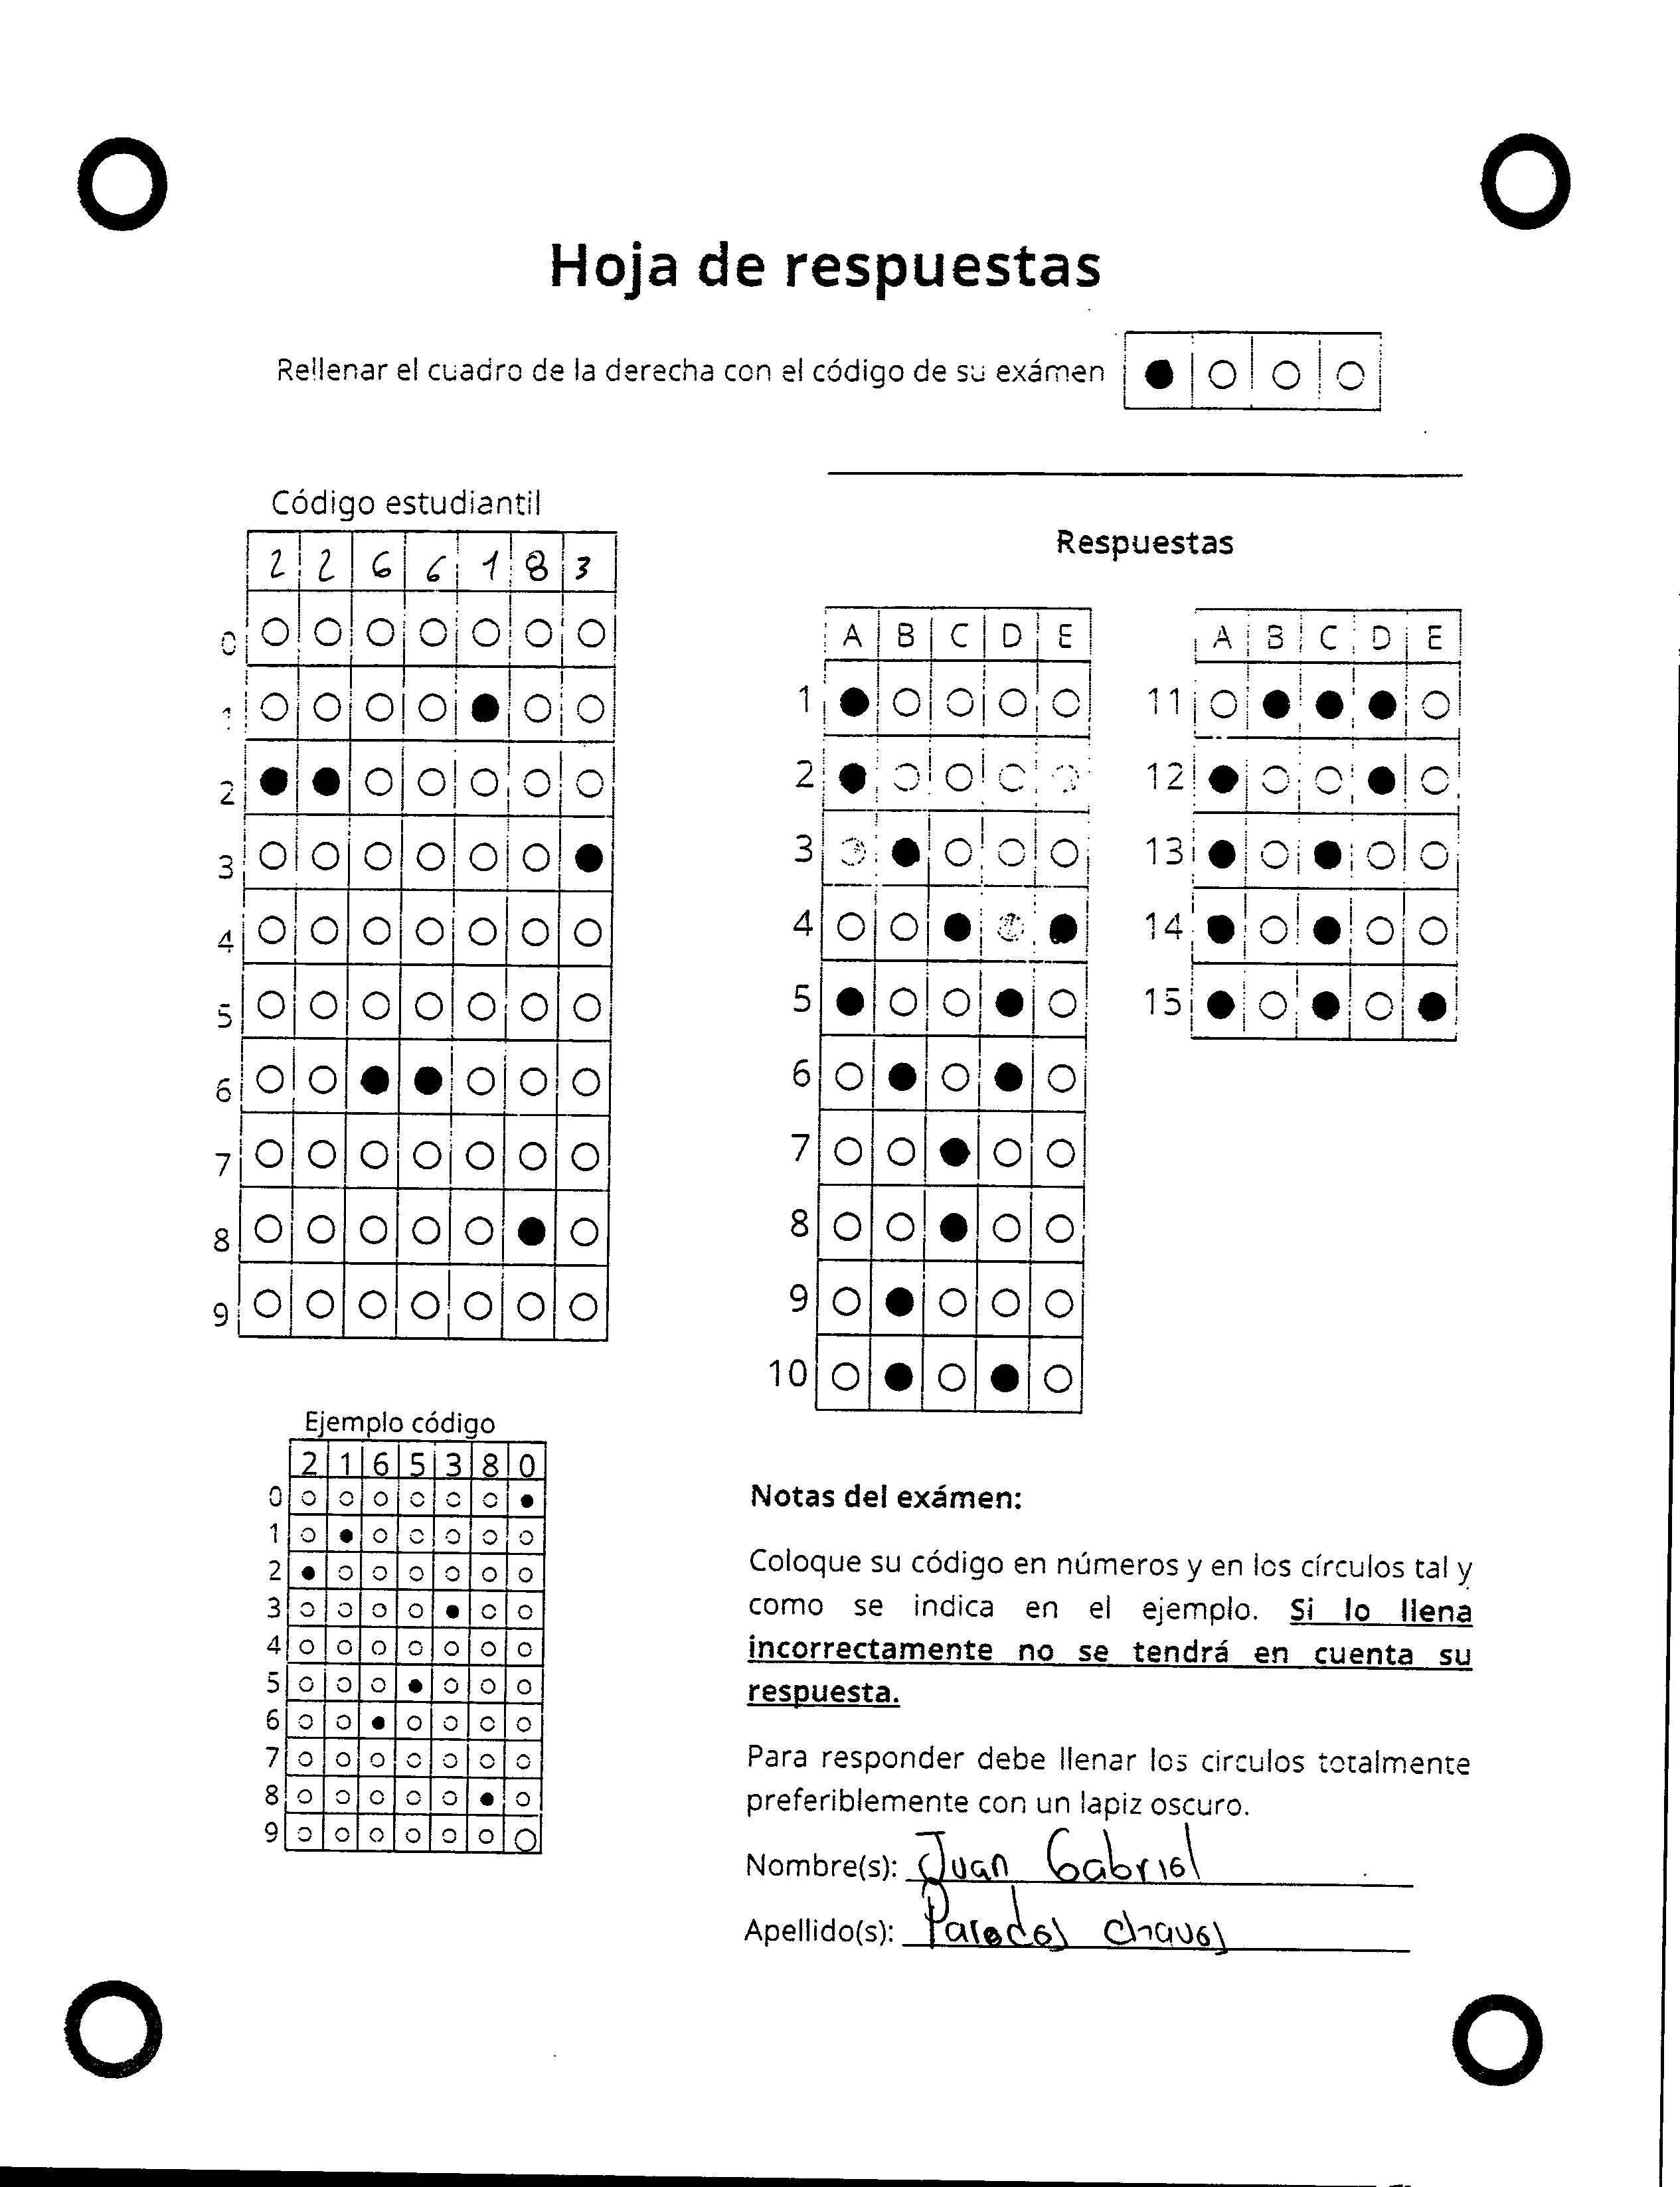 Hoja de respuestas
Rellenar el cuadro de la derecha con el código de su exámen
Código estudiantil
2 2 6 6 1 8 3
0
1
2
3
4
5
6
7
8
9
Respuestas
A B C D E
1
2
3
4
5
6
7
8
9
10
A B C D E
11
12
13
14
15
Ejemplo código
2 1 6 5 3 8 0
0
1
2
3
4
5
6
7
8
9
Notas del exámen:
Coloque su código en números y en los círculos tal y
como se indica en el ejemplo. Si lo llena
incorrectamente no se tendrá en cuenta su
respuesta.
Para responder debe llenar los circulos totalmente
preferiblemente con un lapiz oscuro.
Nombre(s): Juan Gabriel
Apellido(s): Paredes chaves